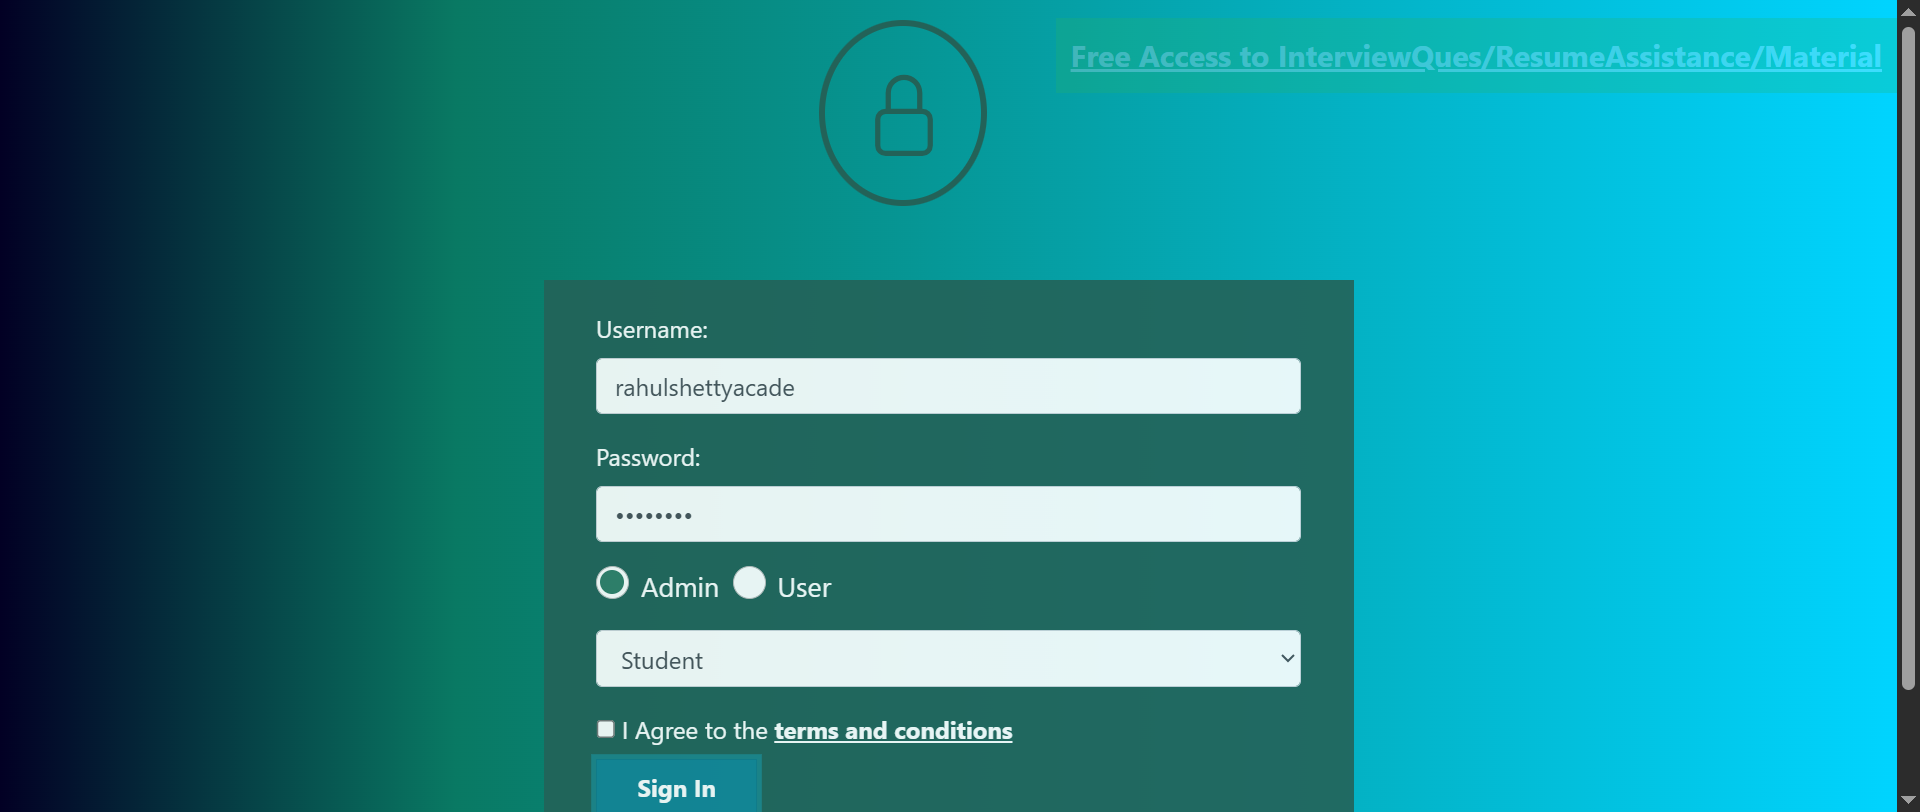 Free Access to InterviewQues/ResumeAssistance/Material
Username:
rahulshettyacade
Password:
••••••••
Admin User
Student
I Agree to the terms and conditions
Sign In